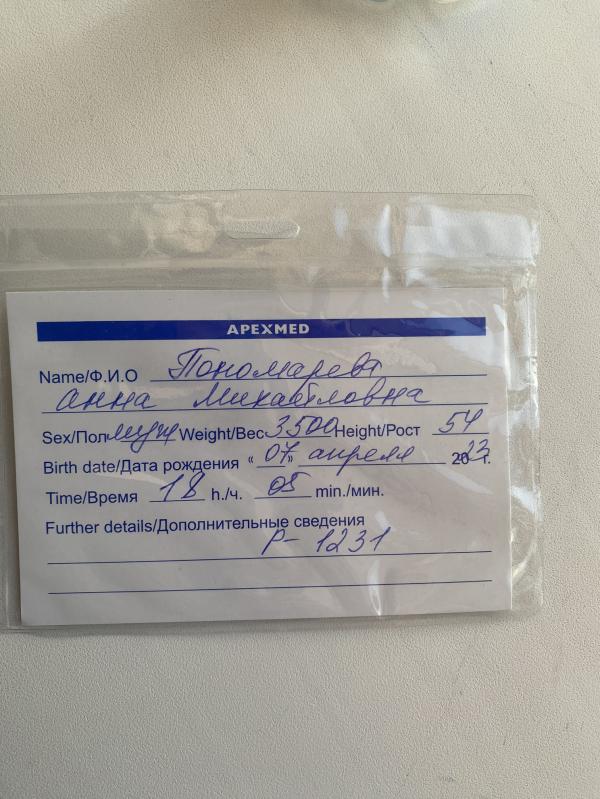 APEXMED
Name/Ф.И.О Пономарева
Анна Михайловна
Sex/Пол муж Weight/Вес 3500 Height/Рост 54
Birth date/Дата рождения «07» апреля 2023 г.
Time/Время 18 h./ч. 05 min./мин.
Further details/Дополнительные сведения
Р- 1231